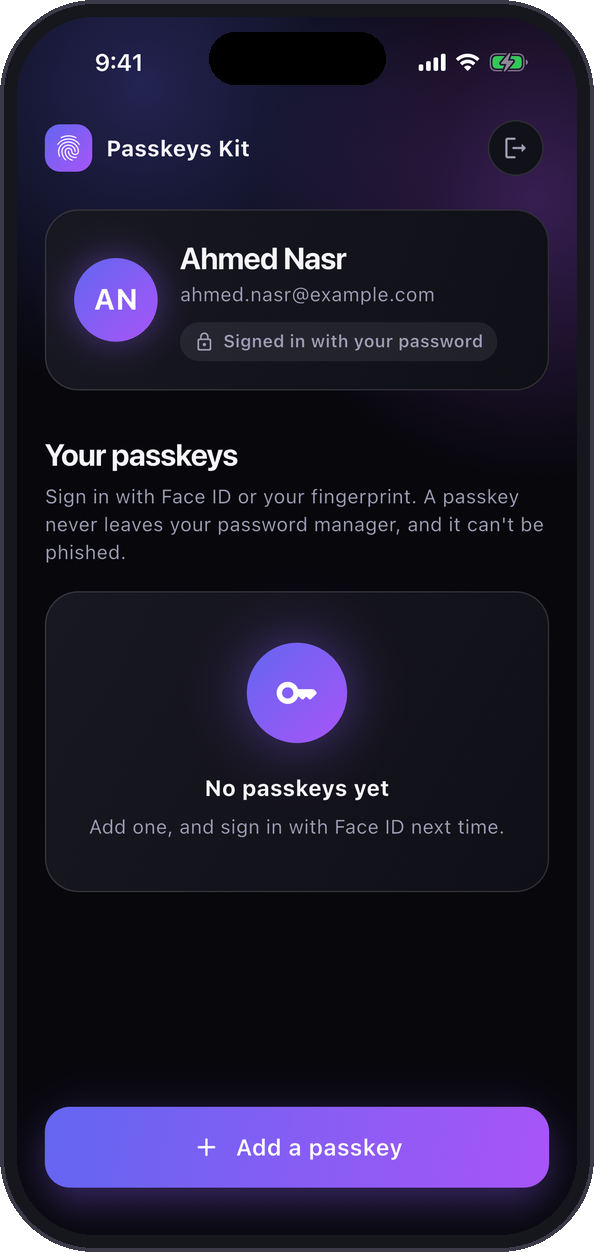 9:41
Passkeys Kit
AN
Ahmed Nasr
ahmed.nasr@example.com
Signed in with your password
Your passkeys
Sign in with Face ID or your fingerprint. A passkey
never leaves your password manager, and it can't be
phished.
No passkeys yet
Add one, and sign in with Face ID next time.
+ Add a passkey